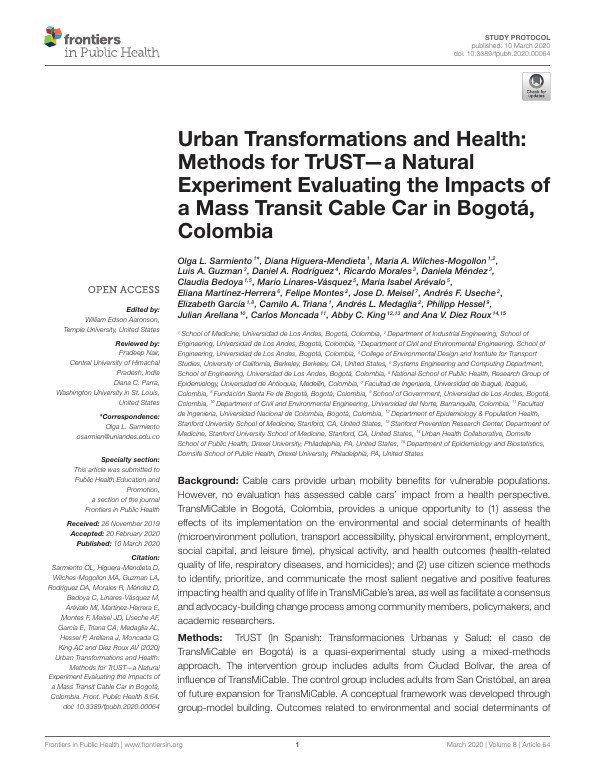 frontiers
in Public Health
STUDY PROTOCOL
published: 10 March 2020
doi: 10.3389/fpubh.2020.00064
Check for
updates
Urban Transformations and Health:
Methods for TrUST—a Natural
Experiment Evaluating the Impacts of
a Mass Transit Cable Car in Bogotá,
Colombia
Olga L. Sarmiento 1*, Diana Higuera-Mendieta 1, Maria A. Wilches-Mogollon 1,2,
Luis A. Guzman 3, Daniel A. Rodríguez 4, Ricardo Morales 3, Daniela Méndez 3,
Claudia Bedoya 1,5, Mario Linares-Vásquez 5, Maria Isabel Arévalo 5,
Eliana Martínez-Herrera 6, Felipe Montes 2, Jose D. Meisel 7, Andrés F. Useche 2,
Elizabeth García 1,8, Camilo A. Triana 1, Andrés L. Medaglia 2, Philipp Hessel 9,
Julian Arellana 10, Carlos Moncada 11, Abby C. King 12,13 and Ana V. Diez Roux 14,15
1 School of Medicine, Universidad de Los Andes, Bogotá, Colombia, 2 Department of Industrial Engineering, School of
Engineering, Universidad de Los Andes, Bogotá, Colombia, 3 Department of Civil and Environmental Engineering, School of
Engineering, Universidad de Los Andes, Bogotá, Colombia, 4 College of Environmental Design and Institute for Transport
Studies, University of California, Berkeley, Berkeley, CA, United States, 5 Systems Engineering and Computing Department,
School of Engineering, Universidad de Los Andes, Bogotá, Colombia, 6 National School of Public Health, Research Group of
Epidemiology, Universidad de Antioquia, Medellín, Colombia, 7 Facultad de Ingeniería, Universidad de Ibagué, Ibagué,
Colombia, 8 Fundación Santa Fe de Bogotá, Bogotá, Colombia, 9 School of Government, Universidad de Los Andes, Bogotá,
Colombia, 10 Department of Civil and Environmental Engineering, Universidad del Norte, Barranquilla, Colombia, 11 Facultad
de Ingeniería, Universidad Nacional de Colombia, Bogotá, Colombia, 12 Department of Epidemiology & Population Health,
Stanford University School of Medicine, Stanford, CA, United States, 13 Stanford Prevention Research Center, Department of
Medicine, Stanford University School of Medicine, Stanford, CA, United States, 14 Urban Health Collaborative, Dornsife
School of Public Health, Drexel University, Philadelphia, PA, United States, 15 Department of Epidemiology and Biostatistics,
Dornsife School of Public Health, Drexel University, Philadelphia, PA, United States
OPEN ACCESS
Edited by:
William Edson Aaronson,
Temple University, United States
Reviewed by:
Pradeep Nair,
Central University of Himachal
Pradesh, India
Diana C. Parra,
Washington University in St. Louis,
United States
*Correspondence:
Olga L. Sarmiento
osarmien@uniandes.edu.co
Specialty section:
This article was submitted to
Public Health Education and
Promotion,
a section of the journal
Frontiers in Public Health
Received: 26 November 2019
Accepted: 20 February 2020
Published: 10 March 2020
Citation:
Sarmiento OL, Higuera-Mendieta D,
Wilches-Mogollon MA, Guzman LA,
Rodríguez DA, Morales R, Méndez D,
Bedoya C, Linares-Vásquez M,
Arévalo MI, Martínez-Herrera E,
Montes F, Meisel JD, Useche AF,
García E, Triana CA, Medaglia AL,
Hessel P, Arellana J, Moncada C,
King AC and Diez Roux AV (2020)
Urban Transformations and Health:
Methods for TrUST—a Natural
Experiment Evaluating the Impacts of
a Mass Transit Cable Car in Bogotá,
Colombia. Front. Public Health 8:64.
doi: 10.3389/fpubh.2020.00064
Background: Cable cars provide urban mobility benefits for vulnerable populations.
However, no evaluation has assessed cable cars' impact from a health perspective.
TransMiCable in Bogotá, Colombia, provides a unique opportunity to (1) assess the
effects of its implementation on the environmental and social determinants of health
(microenvironment pollution, transport accessibility, physical environment, employment,
social capital, and leisure time), physical activity, and health outcomes (health-related
quality of life, respiratory diseases, and homicides); and (2) use citizen science methods
to identify, prioritize, and communicate the most salient negative and positive features
impacting health and quality of life in TransMiCable's area, as well as facilitate a consensus
and advocacy-building change process among community members, policymakers, and
academic researchers.
Methods: TrUST (In Spanish: Transformaciones Urbanas y Salud: el caso de
TransMiCable en Bogotá) is a quasi-experimental study using a mixed-methods
approach. The intervention group includes adults from Ciudad Bolívar, the area of
influence of TransMiCable. The control group includes adults from San Cristóbal, an area
of future expansion for TransMiCable. A conceptual framework was developed through
group-model building. Outcomes related to environmental and social determinants of
Frontiers in Public Health | www.frontiersin.org
1
March 2020 | Volume 8 | Article 64